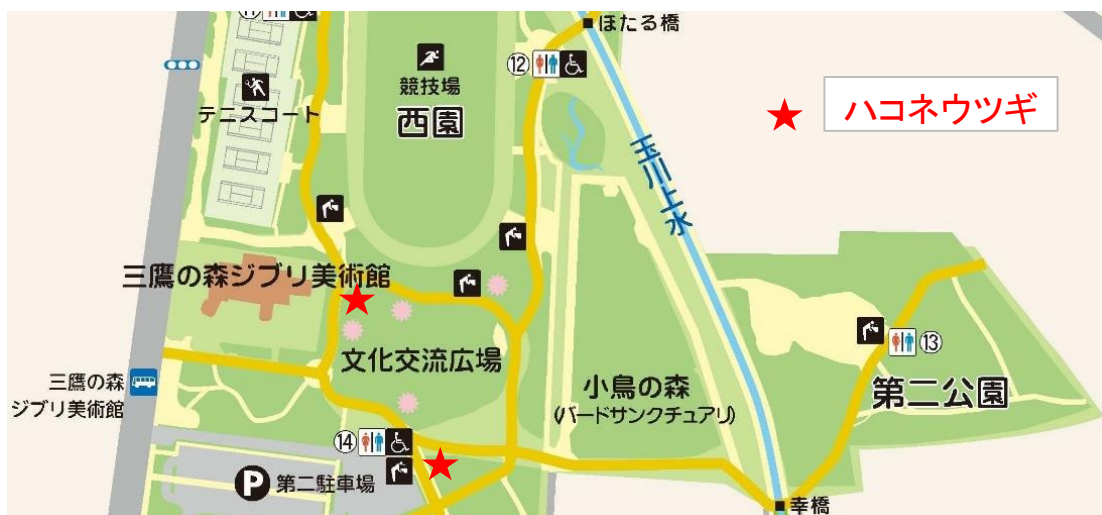 ほたる橋
⑫
競技場
西園
テニスコート
ハコネウツギ
玉川上水
三鷹の森ジブリ美術館
文化交流広場
小鳥の森
(バードサンクチュアリ)
⑬
第二公園
三鷹の森
ジブリ美術館
⑭
P 第二駐車場
幸橋